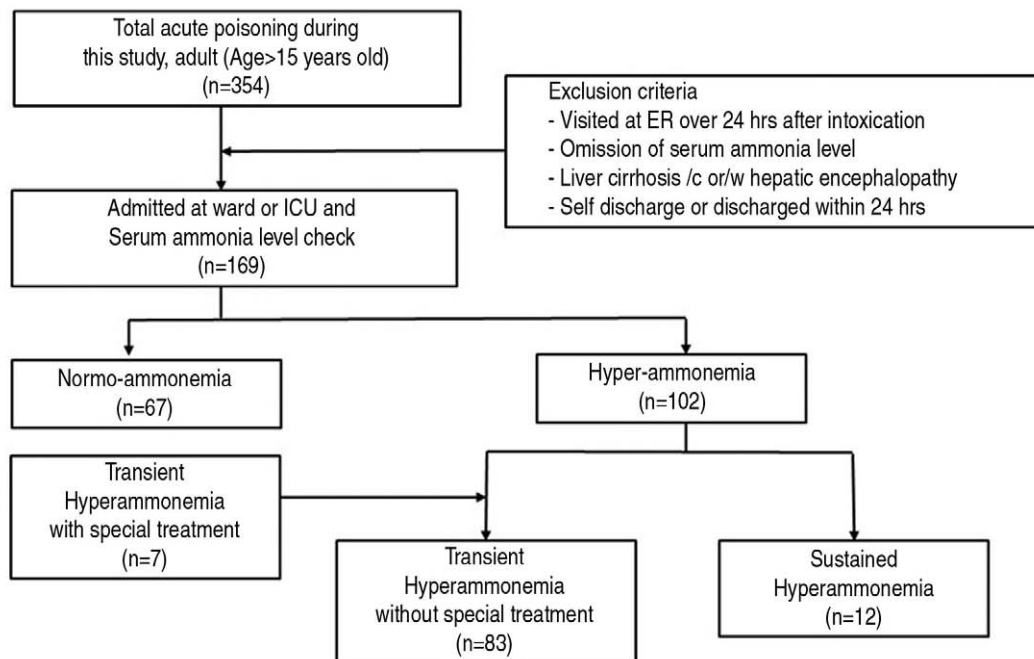 Total acute poisoning during
this study, adult (Age>15 years old)
(n=354)
Exclusion criteria
- Visited at ER over 24 hrs after intoxication
- Omission of serum ammonia level
- Liver cirrhosis /c or/w hepatic encephalopathy
- Self discharge or discharged within 24 hrs
Admitted at ward or ICU and
Serum ammonia level check
(n=169)
Normo-ammonemia
(n=67)
Hyper-ammonemia
(n=102)
Transient
Hyperammonemia
with special treatment
(n=7)
Transient
Hyperammonemia
without special treatment
(n=83)
Sustained
Hyperammonemia
(n=12)